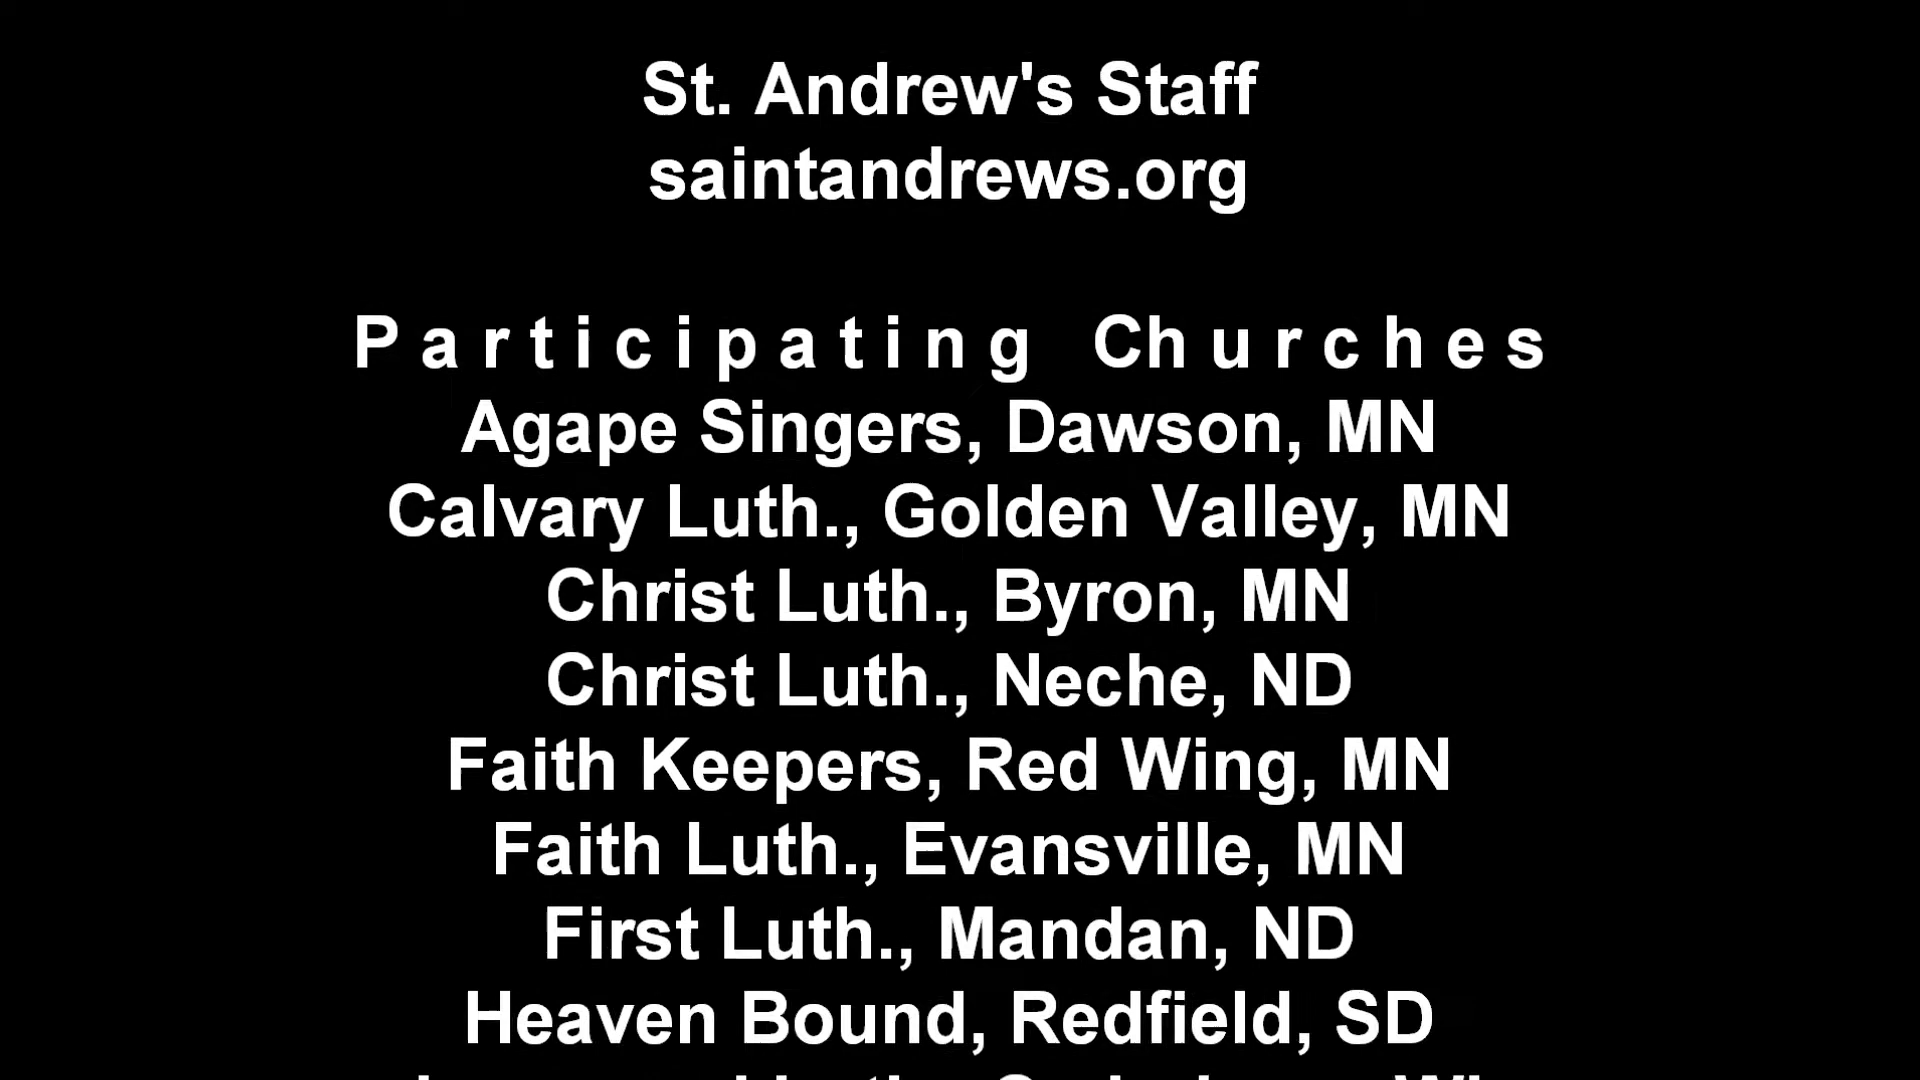 St. Andrew's Staff
saintandrews.org
P a r t i c i p a t i n g  Ch u r c h e s
Agape Singers, Dawson, MN
Calvary Luth., Golden Valley, MN
Christ Luth., Byron, MN
Christ Luth., Neche, ND
Faith Keepers, Red Wing, MN
Faith Luth., Evansville, MN
First Luth., Mandan, ND
Heaven Bound, Redfield, SD